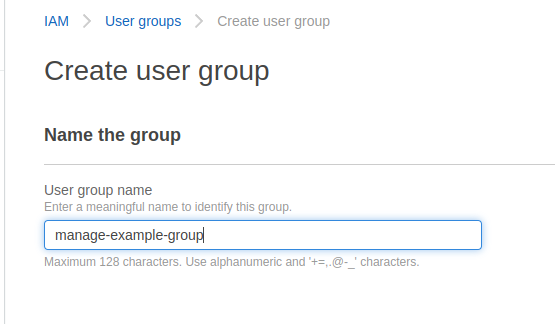 IAM > User groups > Create user group
Create user group
Name the group
User group name
Enter a meaningful name to identify this group.
manage-example-group
Maximum 128 characters. Use alphanumeric and '+=,.@-_' characters.